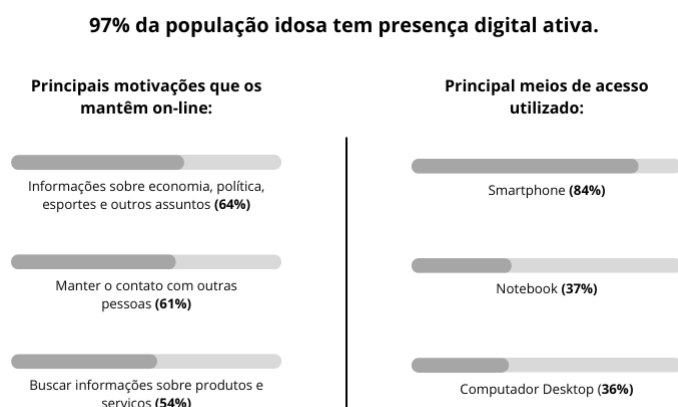 97% da população idosa tem presença digital ativa.
Principais motivações que os
mantêm on-line:
Informações sobre economia, política,
esportes e outros assuntos (64%)
Manter o contato com outras
pessoas (61%)
Buscar informações sobre produtos e
serviços (54%)
Principal meios de acesso
utilizado:
Smartphone (84%)
Notebook (37%)
Computador Desktop (36%)